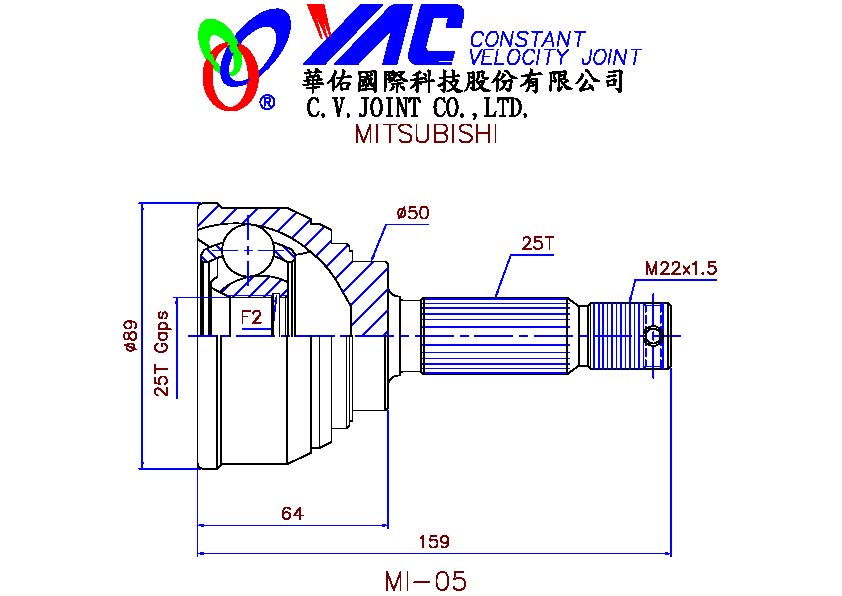 YAC CONSTANT
VELOCITY JOINT
®
華佑國際科技股份有限公司
C.V.JOINT CO.,LTD.
MITSUBISHI
ø50
25T
M22x1.5
F2
ø89
25T Gaps
64
159
MI-05